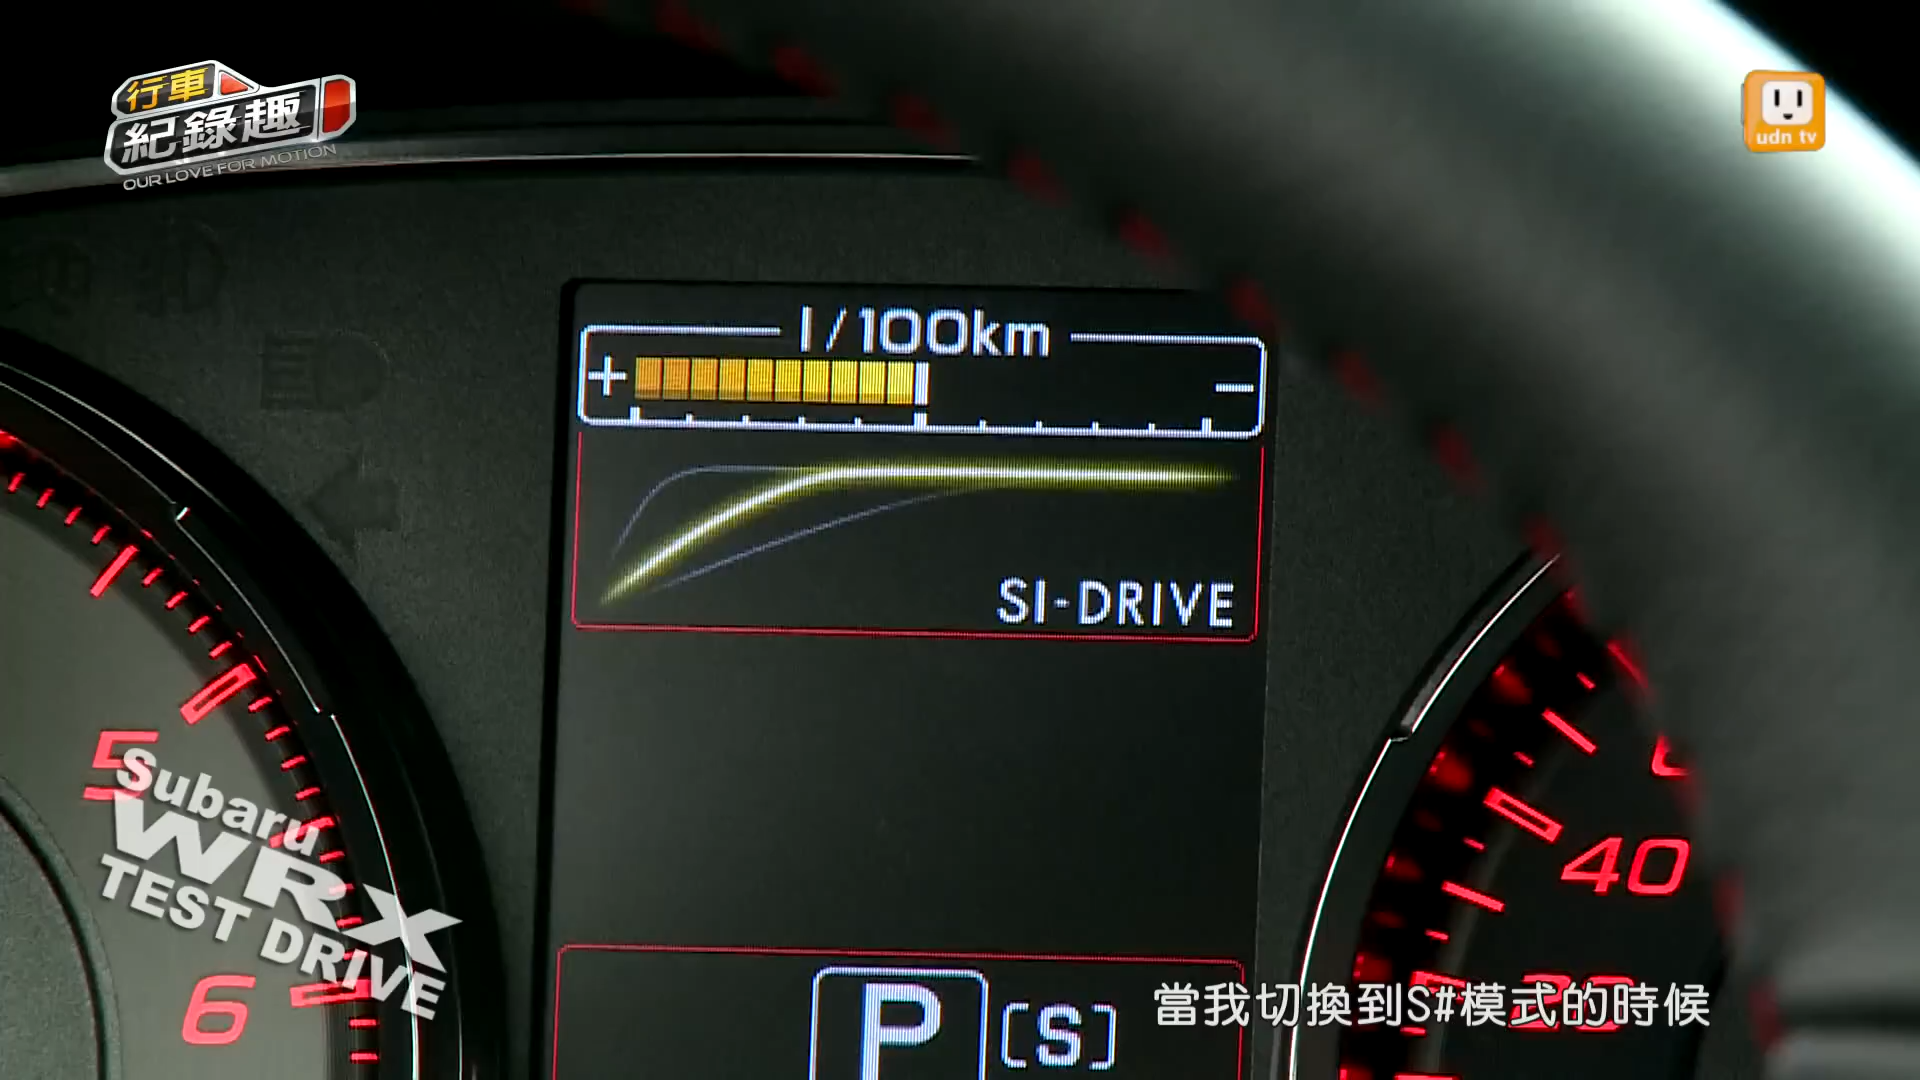 行車
紀錄趣
OUR LOVE FOR MOTION
udn tv
l/100km
+ −
SI-DRIVE
5
6
Subaru
WRX
TEST DRIVE
40
P [S]
當我切換到S#模式的時候